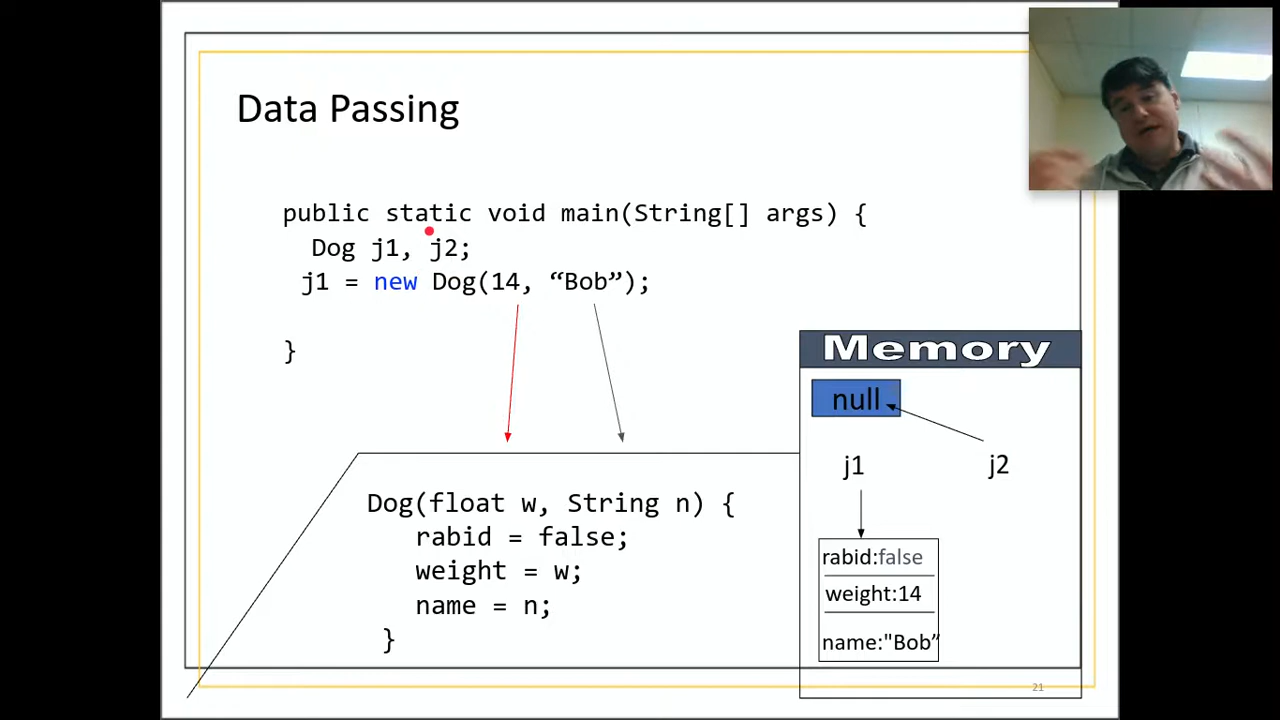 Data Passing
public static void main(String[] args) {
Dog j1, j2;
j1 = new Dog(14, “Bob”);
}
Dog(float w, String n) {
rabid = false;
weight = w;
name = n;
}
Memory
null
j1
j2
rabid:false
weight:14
name:"Bob”
21